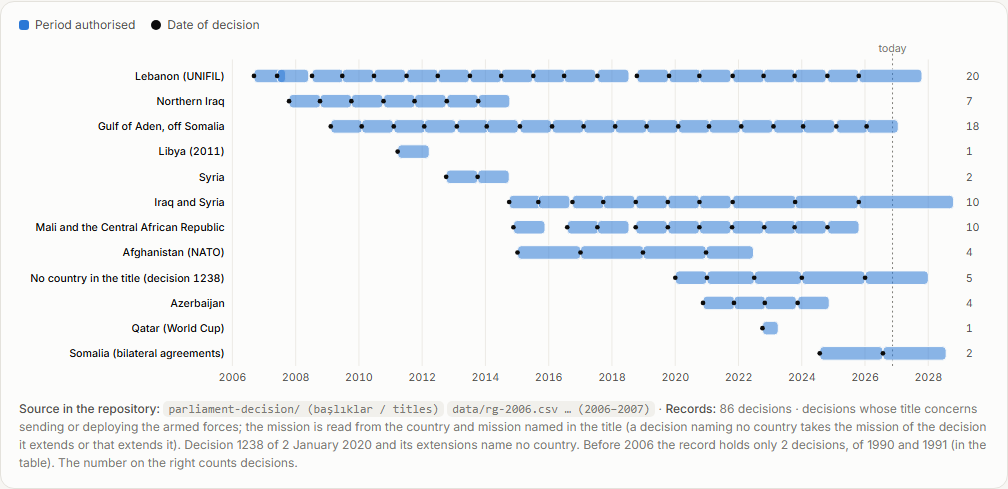 Period authorised Date of decision
today
Lebanon (UNIFIL) 20
Northern Iraq 7
Gulf of Aden, off Somalia 18
Libya (2011) 1
Syria 2
Iraq and Syria 10
Mali and the Central African Republic 10
Afghanistan (NATO) 4
No country in the title (decision 1238) 5
Azerbaijan 4
Qatar (World Cup) 1
Somalia (bilateral agreements) 2
2006 2008 2010 2012 2014 2016 2018 2020 2022 2024 2026 2028
Source in the repository: parliament-decision/ (başlıklar / titles) data/rg-2006.csv … (2006–2007) · Records: 86 decisions · decisions whose title concerns
sending or deploying the armed forces; the mission is read from the country and mission named in the title (a decision naming no country takes the mission of the decision
it extends or that extends it). Decision 1238 of 2 January 2020 and its extensions name no country. Before 2006 the record holds only 2 decisions, of 1990 and 1991 (in the
table). The number on the right counts decisions.